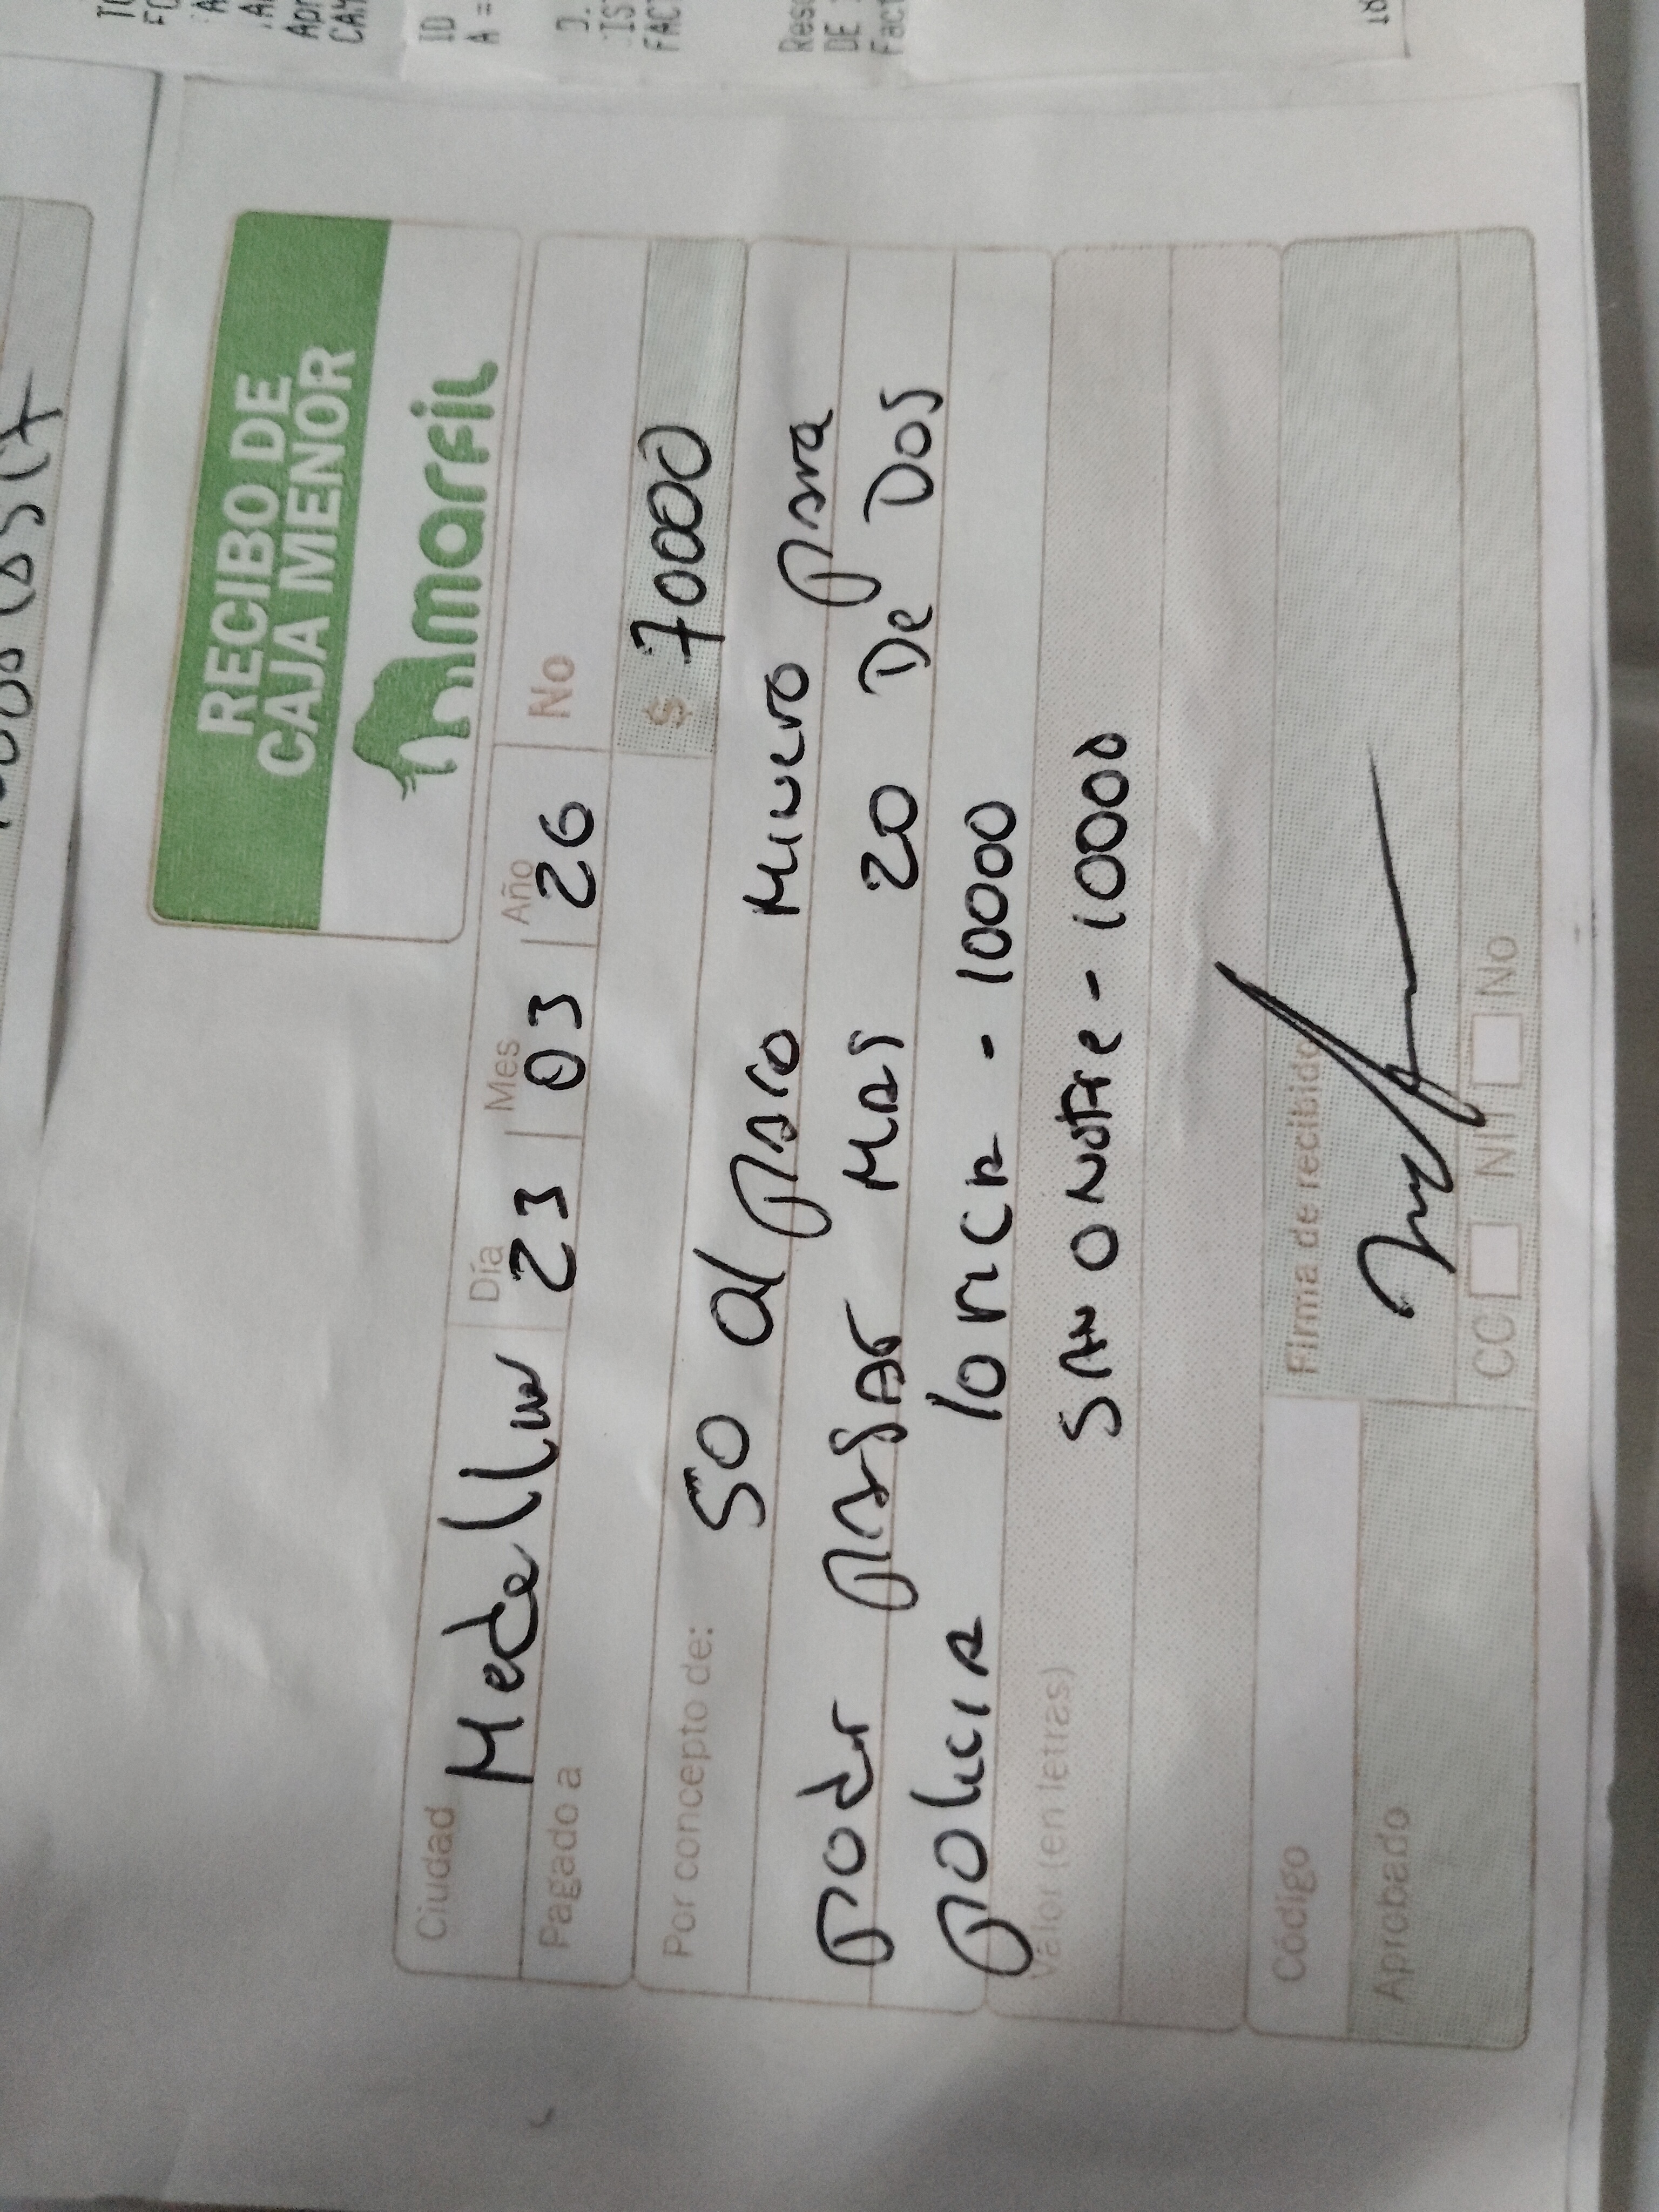 RECIBO DE
CAJA MENOR
marfil
Ciudad Medellin Día 23 Mes 03 Año 26
Pagado a No
Por concepto de: $ 70000
50 al paro Minero para
poder pasar Mas 20 De Dos
policia lorica - 10000
Valor (en letras) SAN ONOFRE - 10000
Código Firma de recibido
Aprobado CC NIT No